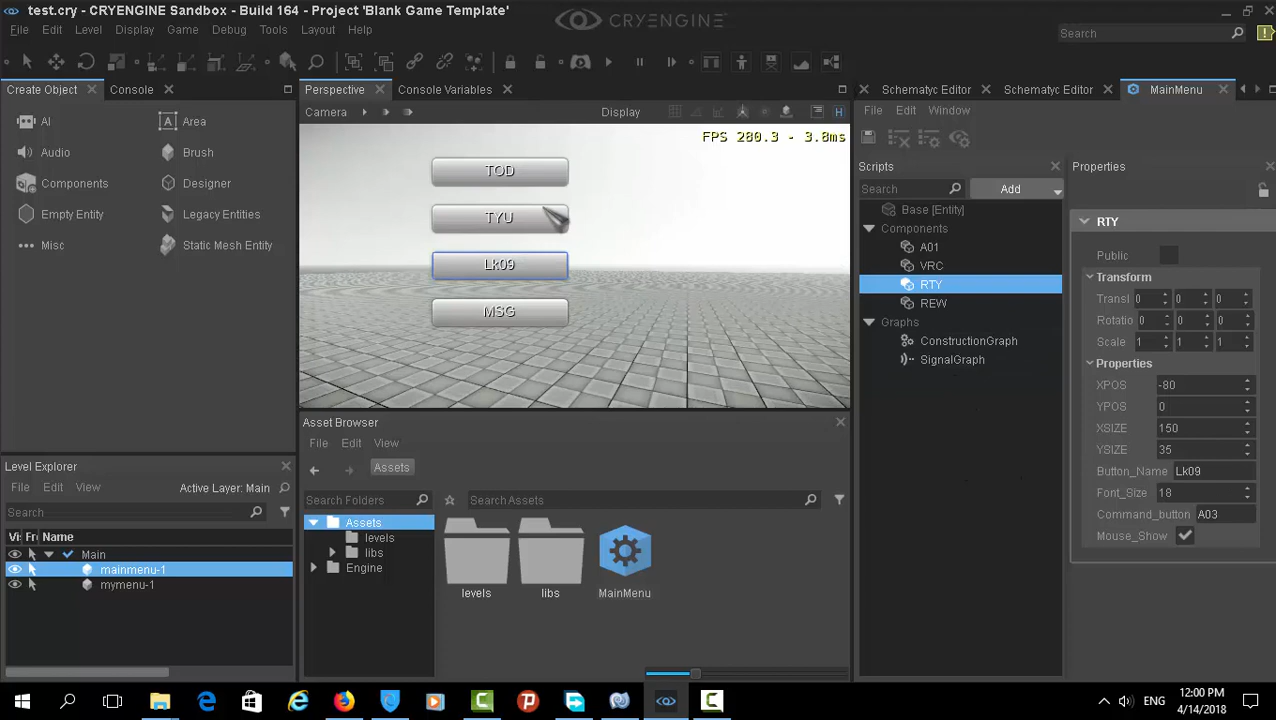 test.cry - CRYENGINE Sandbox - Build 164 - Project 'Blank Game Template'
CRYENGINE
File Edit Level Display Game Debug Tools Layout Help
Search
Create Object
Console
Perspective
Console Variables
Schematyc Editor
Schematyc Editor
MainMenu
AI
Area
Audio
Brush
Components
Designer
Empty Entity
Legacy Entities
Misc
Static Mesh Entity
Camera
Display
H
FPS 280.3 - 3.8ms
TOD
TYU
Lk09
MSG
File Edit Window
Scripts
Search
Add
Base [Entity]
Components
A01
VRC
RTY
REW
Graphs
ConstructionGraph
SignalGraph
Properties
RTY
Public
Transform
Transl 0 0 0
Rotatio 0 0 0
Scale 1 1 1
Properties
XPOS -80
YPOS 0
XSIZE 150
YSIZE 35
Button_Name Lk09
Font_Size 18
Command_button A03
Mouse_Show
Level Explorer
File Edit View Active Layer: Main
Search
Vi Fr Name
Main
mainmenu-1
mymenu-1
Asset Browser
File Edit View
Assets
Search Folders
Search Assets
Assets
levels
libs
Engine
levels
libs
MainMenu
ENG
12:00 PM
4/14/2018